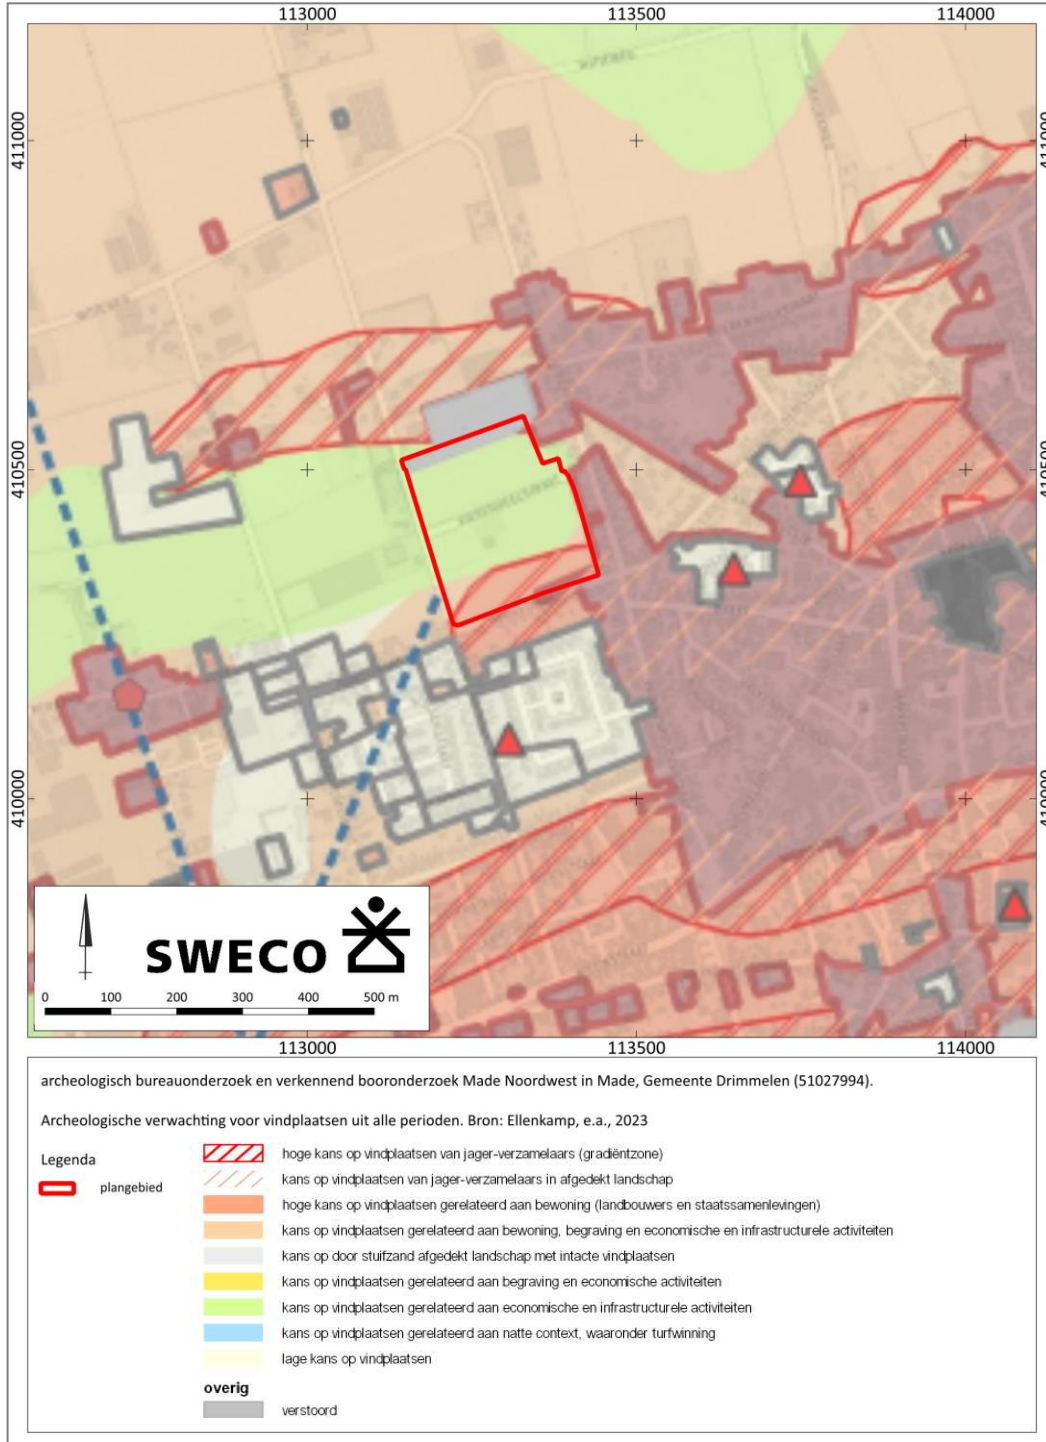 113000 113500 114000
411000 411000
410500 410500
410000 410000
SWECO
0 100 200 300 400 500 m
113000 113500 114000
archeologisch bureauonderzoek en verkennend booronderzoek Made Noordwest in Made, Gemeente Drimmelen (51027994).
Archeologische verwachting voor vindplaatsen uit alle perioden. Bron: Ellenkamp, e.a., 2023
Legenda
plangebied
hoge kans op vindplaatsen van jager-verzamelaars (gradiëntzone)
kans op vindplaatsen van jager-verzamelaars in afgedekt landschap
hoge kans op vindplaatsen gerelateerd aan bewoning (landbouwers en staatssamenlevingen)
kans op vindplaatsen gerelateerd aan bewoning, begraving en economische en infrastructurele activiteiten
kans op door stuifzand afgedekt landschap met intacte vindplaatsen
kans op vindplaatsen gerelateerd aan begraving en economische activiteiten
kans op vindplaatsen gerelateerd aan economische en infrastructurele activiteiten
kans op vindplaatsen gerelateerd aan natte context, waaronder turfwinning
lage kans op vindplaatsen
overig
verstoord